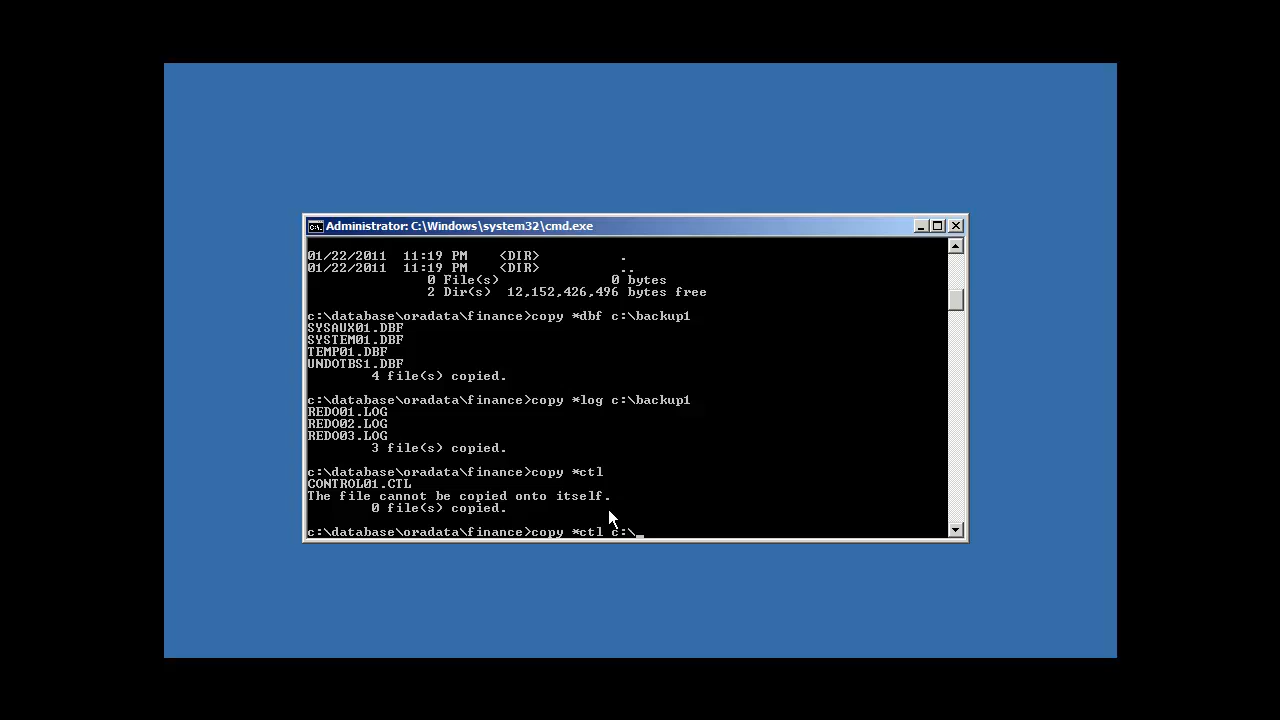 Administrator: C:\Windows\system32\cmd.exe
01/22/2011  11:19 PM    <DIR>          .
01/22/2011  11:19 PM    <DIR>          ..
               0 File(s)              0 bytes
               2 Dir(s)  12,152,426,496 bytes free
c:\database\oradata\finance>copy *dbf c:\backup1
SYSAUX01.DBF
SYSTEM01.DBF
TEMP01.DBF
UNDOTBS1.DBF
        4 file(s) copied.
c:\database\oradata\finance>copy *log c:\backup1
REDO01.LOG
REDO02.LOG
REDO03.LOG
        3 file(s) copied.
c:\database\oradata\finance>copy *ctl
CONTROL01.CTL
The file cannot be copied onto itself.
        0 file(s) copied.
c:\database\oradata\finance>copy *ctl c:\_